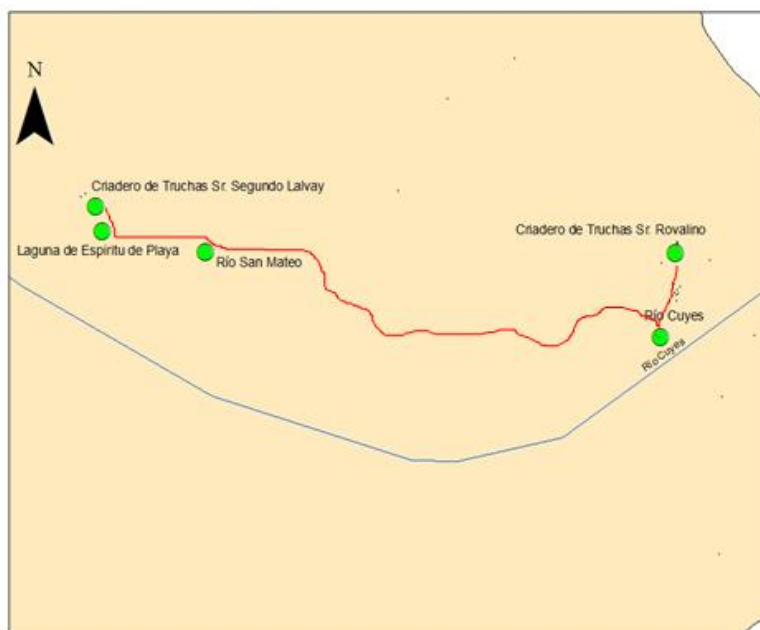 N
Criadero de Truchas Sr. Segundo Lalvay
Criadero de Truchas Sr. Rovalino
Laguna de Espiritu de Playa
Río San Mateo
Río Cuyes
Río Cuyes